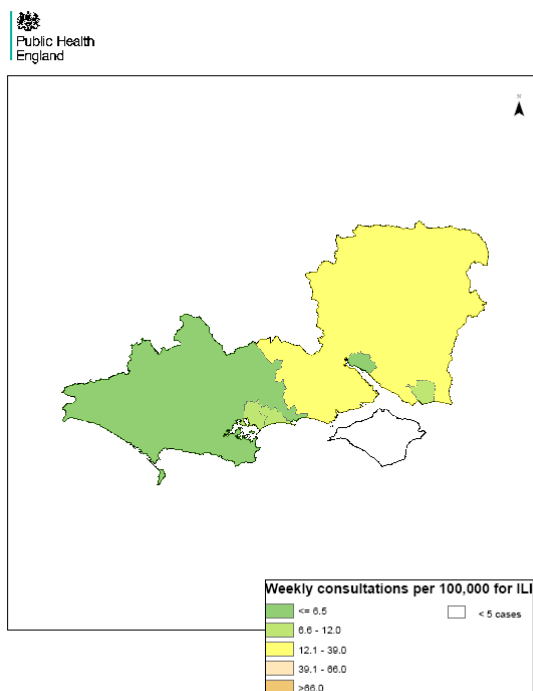 Public Health
England
N
Weekly consultations per 100,000 for ILI
<= 6.5
< 5 cases
6.6 - 12.0
12.1 - 39.0
39.1 - 66.0
>66.0